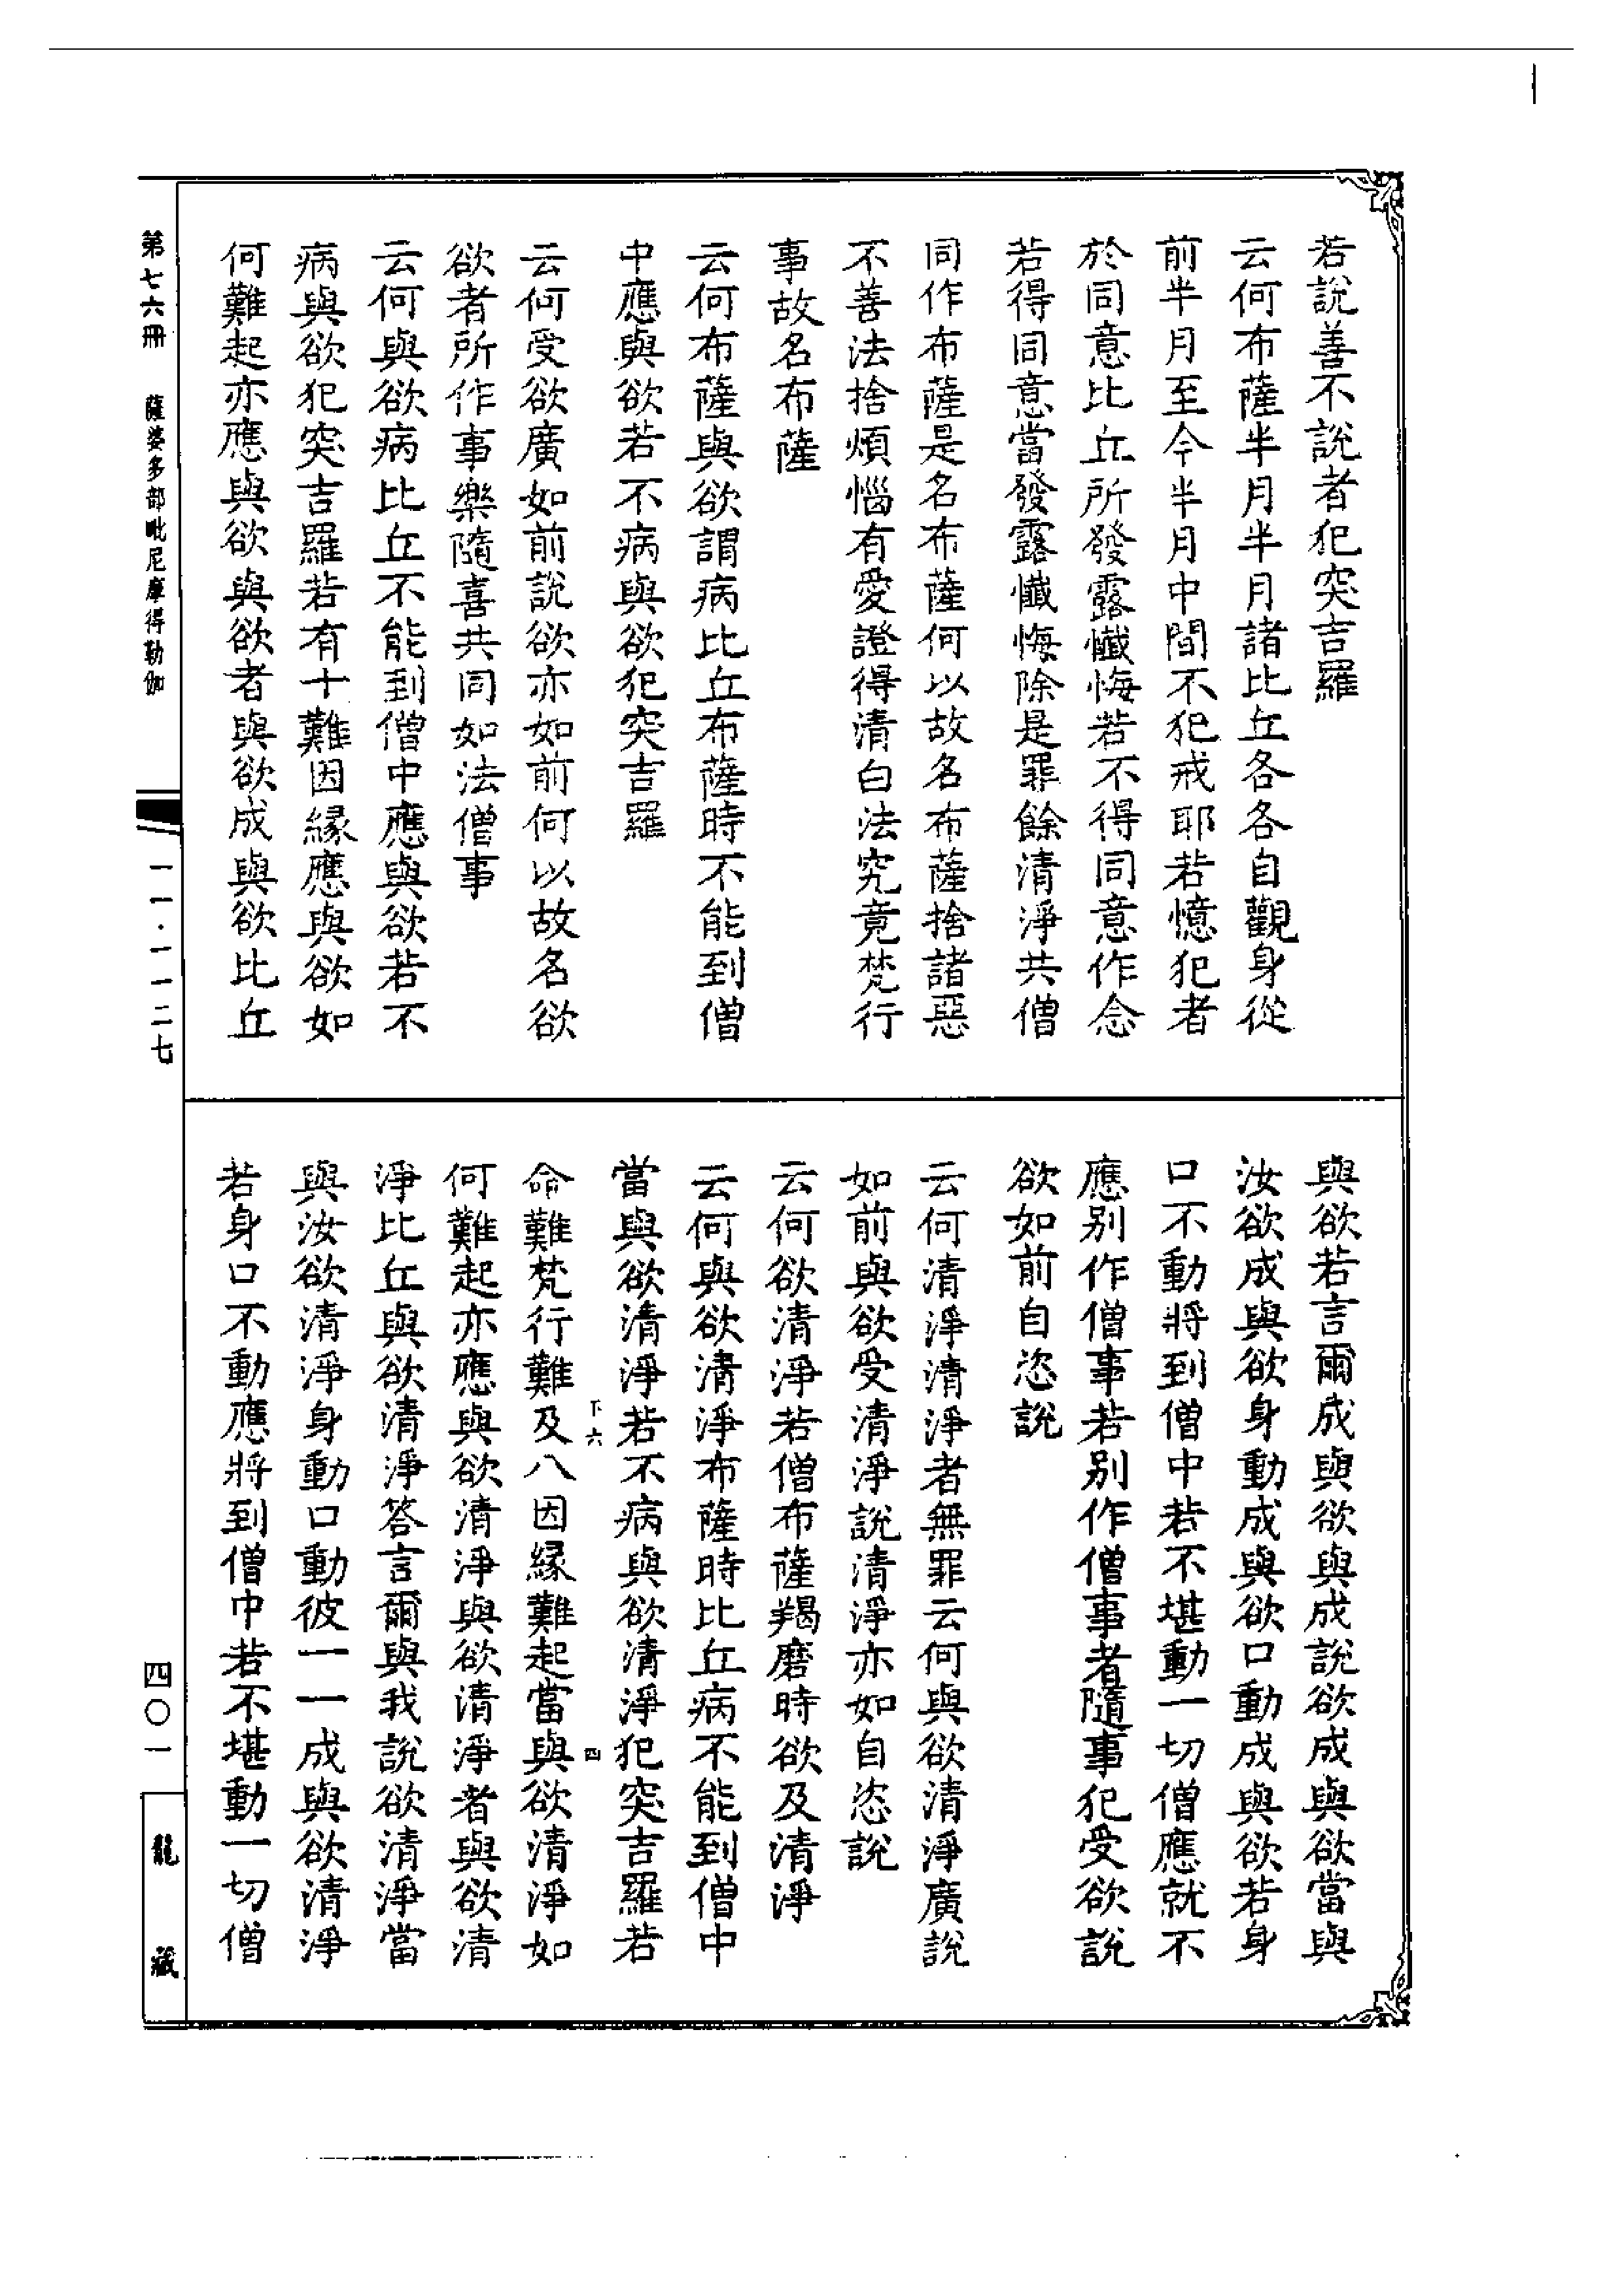 若說善不說者犯突吉羅
云何布薩半月半月諸比丘各各自觀身從
前半月至今半月中間不犯戒耶若憶犯者
於同意比丘所發露懺悔若不得同意作念
若得同意當發露懺悔除是罪餘清淨共僧
同作布薩是名布薩何以故名布薩捨諸惡
不善法捨煩惱有愛證得清白法究竟梵行
事故名布薩
云何布薩與欲謂病比丘布薩時不能到僧
中應與欲若不病與欲犯突吉羅
云何受欲廣如前說欲亦如前何以故名欲
欲者所作事樂隨喜共同如法僧事
云何與欲病比丘不能到僧中應與欲若不
病與欲犯突吉羅若有十難因緣應與欲如
何難起亦應與欲與欲者與欲成與欲比丘
與欲若言爾成與欲與成說欲成與欲當與
汝欲成與欲身動成與欲口動成與欲若身
口不動將到僧中若不堪動一切僧應就不
應別作僧事若別作僧事者隨事犯受欲說
欲如前自恣說
云何清淨清淨者無罪云何與欲清淨廣說
如前與欲受清淨說清淨亦如自恣說
云何欲清淨若僧布薩羯磨時欲及清淨
云何與欲清淨布薩時比丘病不能到僧中
當與欲清淨若不病與欲清淨犯突吉羅若
下六 四
命難梵行難及八因緣難起當與欲清淨如
何難起亦應與欲清淨與欲清淨者與欲清
淨比丘與欲清淨答言爾與我說欲清淨當
與汝欲清淨身動口動彼一一成與欲清淨
若身口不動應將到僧中若不堪動一切僧
第七六冊 薩婆多部毗尼摩得勒伽
一一·一一二七
四〇一
龍藏